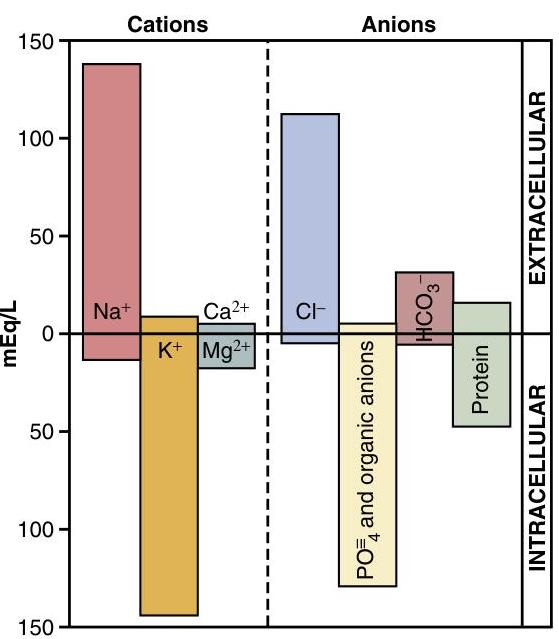 Cations
Anions
150
100
50
0
50
100
150
mEq/L
Na⁺
K⁺
Ca²⁺
Mg²⁺
Cl⁻
PO₄≡ and organic anions
HCO₃⁻
Protein
EXTRACELLULAR
INTRACELLULAR